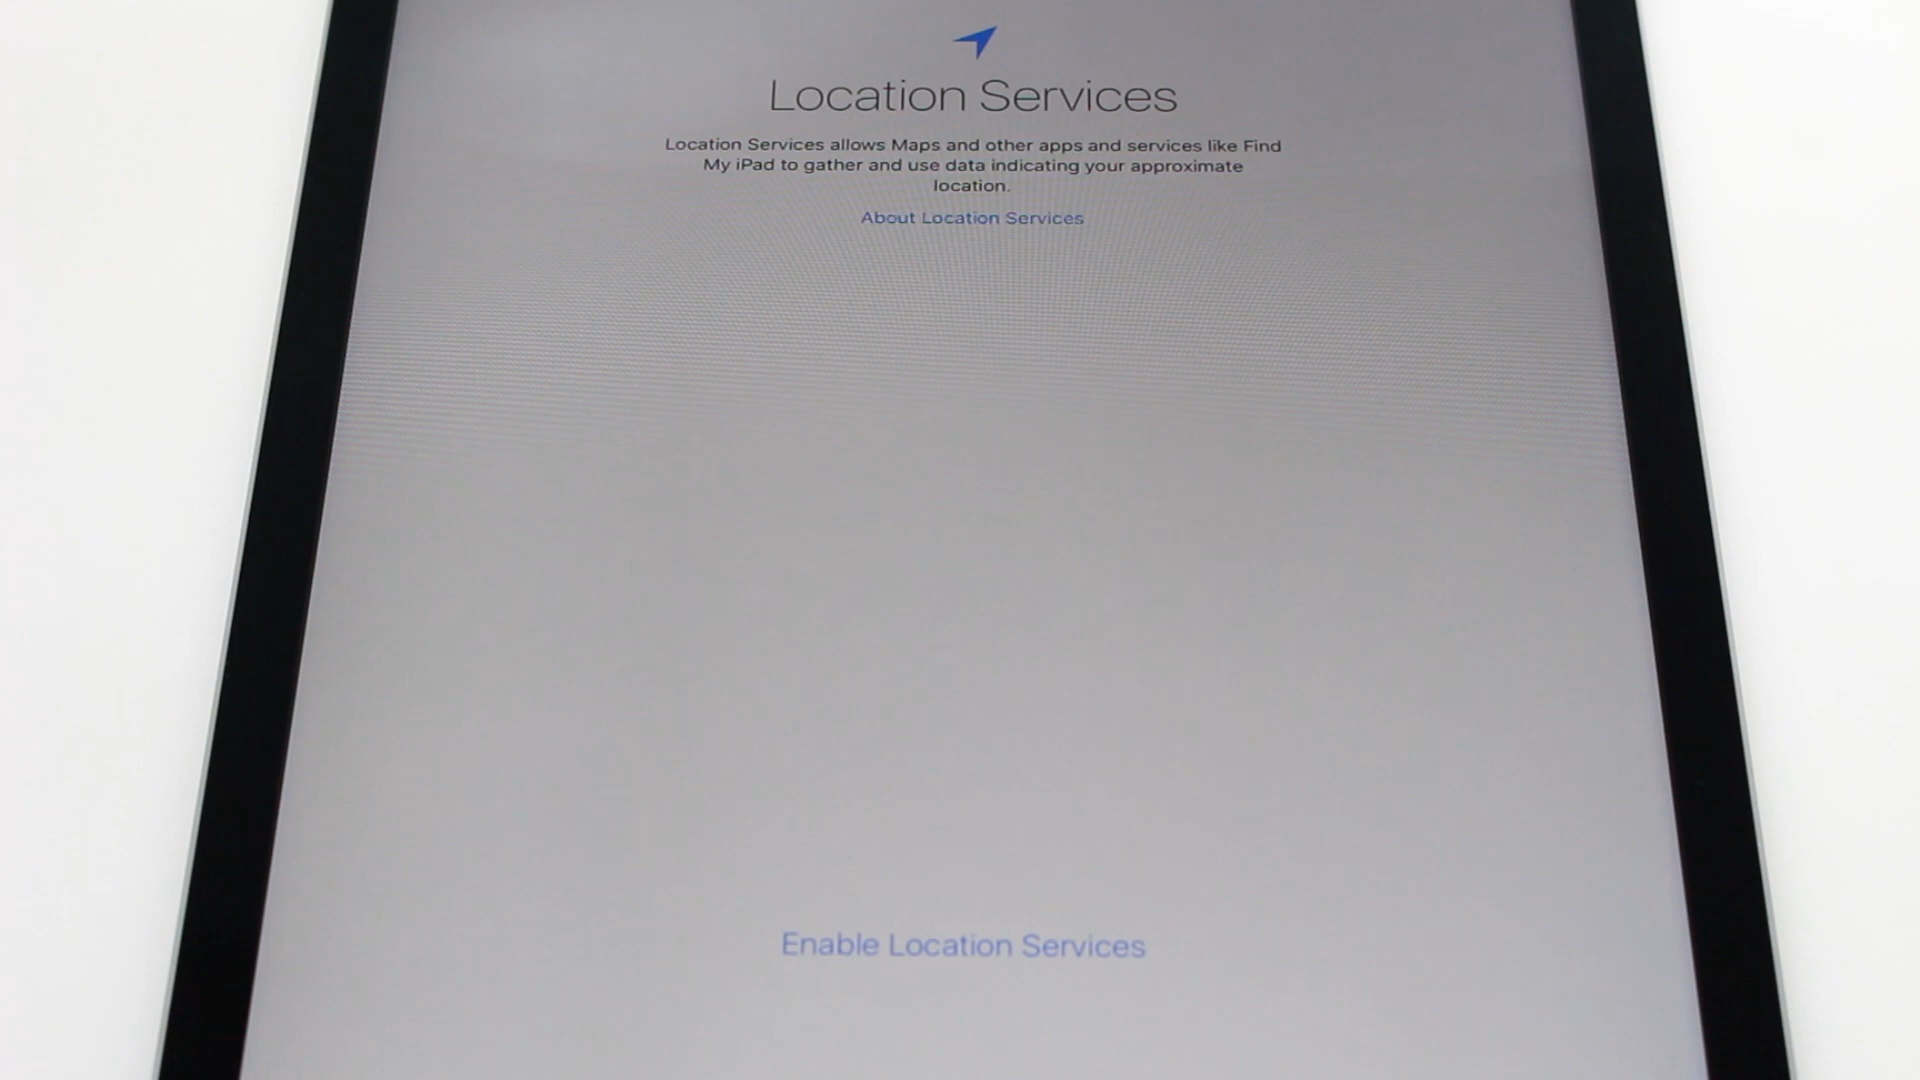 Location Services
Location Services allows Maps and other apps and services like Find
My iPad to gather and use data indicating your approximate
location.
About Location Services
Enable Location Services